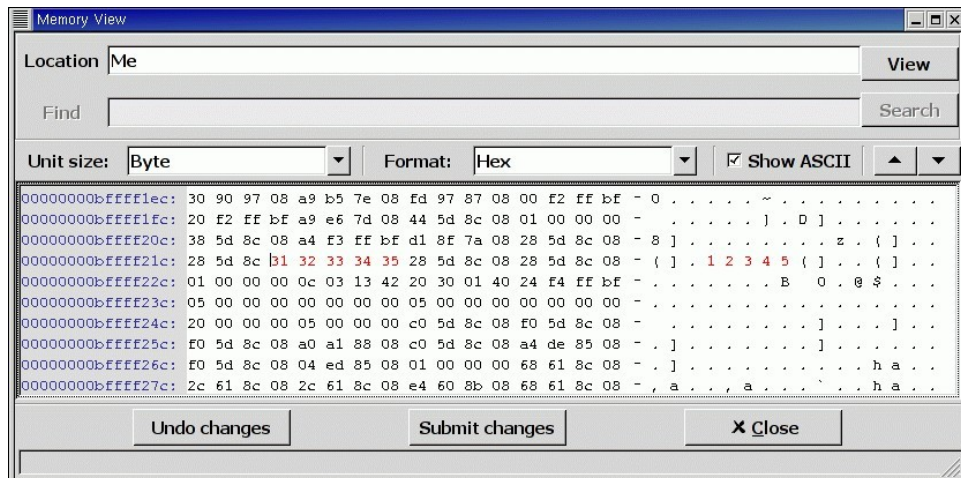 Memory View
Location Me View
Find Search
Unit size: Byte Format: Hex Show ASCII
00000000bffff1ec: 30 90 97 08 a9 b5 7e 08 fd 97 87 08 00 f2 ff bf - 0 . . . . . ~ . . . . . . . . .
00000000bffff1fc: 20 f2 ff bf a9 e6 7d 08 44 5d 8c 08 01 00 00 00 -   . . . . . } . D ] . . . . . .
00000000bffff20c: 38 5d 8c 08 a4 f3 ff bf d1 8f 7a 08 28 5d 8c 08 - 8 ] . . . . . . . . z . ( ] . .
00000000bffff21c: 28 5d 8c 31 32 33 34 35 28 5d 8c 08 28 5d 8c 08 - ( ] . 1 2 3 4 5 ( ] . . ( ] . .
00000000bffff22c: 01 00 00 00 0c 03 13 42 20 30 01 40 24 f4 ff bf - . . . . . . . B   0 . @ $ . . .
00000000bffff23c: 05 00 00 00 00 00 00 00 05 00 00 00 00 00 00 00 - . . . . . . . . . . . . . . . .
00000000bffff24c: 20 00 00 00 05 00 00 00 c0 5d 8c 08 f0 5d 8c 08 -   . . . . . . . . ] . . . ] . .
00000000bffff25c: f0 5d 8c 08 a0 a1 88 08 c0 5d 8c 08 a4 de 85 08 - . ] . . . . . . . ] . . . . . .
00000000bffff26c: f0 5d 8c 08 04 ed 85 08 01 00 00 00 68 61 8c 08 - . ] . . . . . . . . . . h a . .
00000000bffff27c: 2c 61 8c 08 2c 61 8c 08 e4 60 8b 08 68 61 8c 08 - , a . . , a . . . ` . . h a . .
Undo changes Submit changes Close